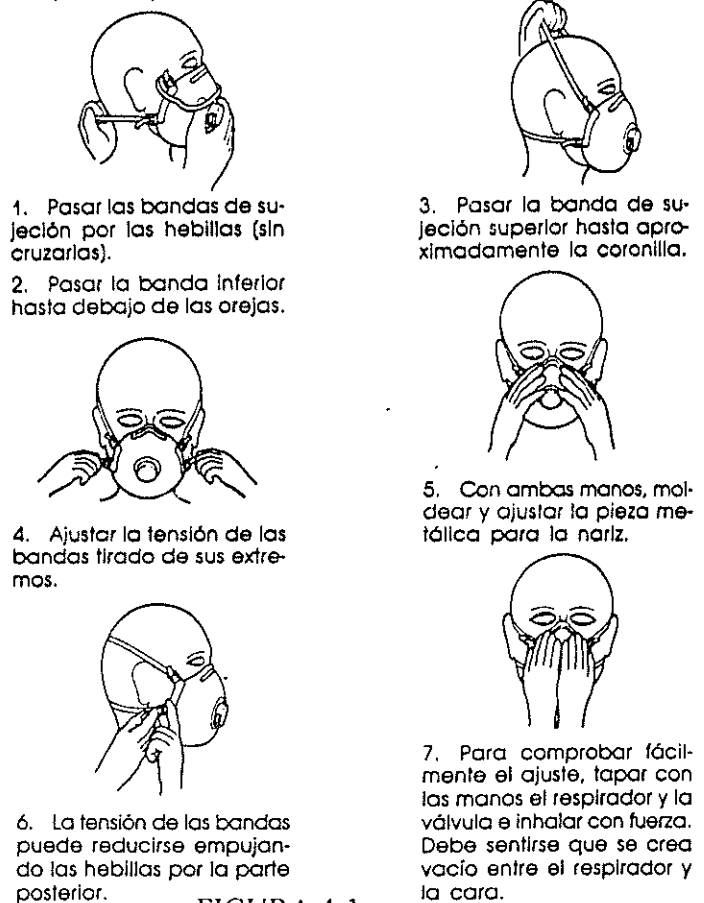 1. Pasar las bandas de su-
jeción por las hebillas (sin
cruzarlas).
2. Pasar la banda inferior
hasta debajo de las orejas.
3. Pasar la banda de su-
jeción superior hasta apro-
ximadamente la coronilla.
4. Ajustar la tensión de las
bandas tirado de sus extre-
mos.
5. Con ambas manos, mol-
dear y ajustar la pieza me-
tálica para la nariz.
6. La tensión de las bandas
puede reducirse empujan-
do las hebillas por la parte
posterior.
7. Para comprobar fácil-
mente el ajuste, tapar con
las manos el respirador y la
válvula e inhalar con fuerza.
Debe sentirse que se crea
vacío entre el respirador y
la cara.